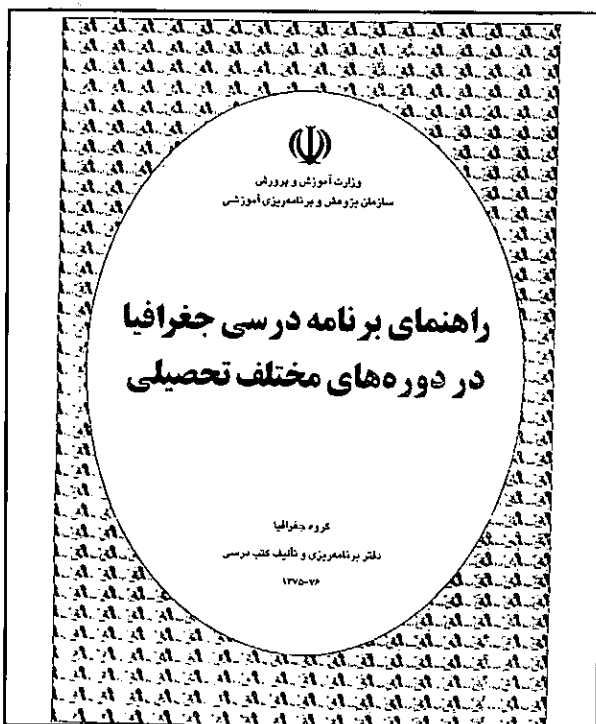 وزارت آموزش و پرورش
سازمان پژوهش و برنامه‌ریزی آموزشی
راهنمای برنامه درسی جغرافیا
در دوره‌های مختلف تحصیلی
گروه جغرافیا
دفتر برنامه‌ریزی و تألیف کتب درسی
۱۳۷۵-۷۶